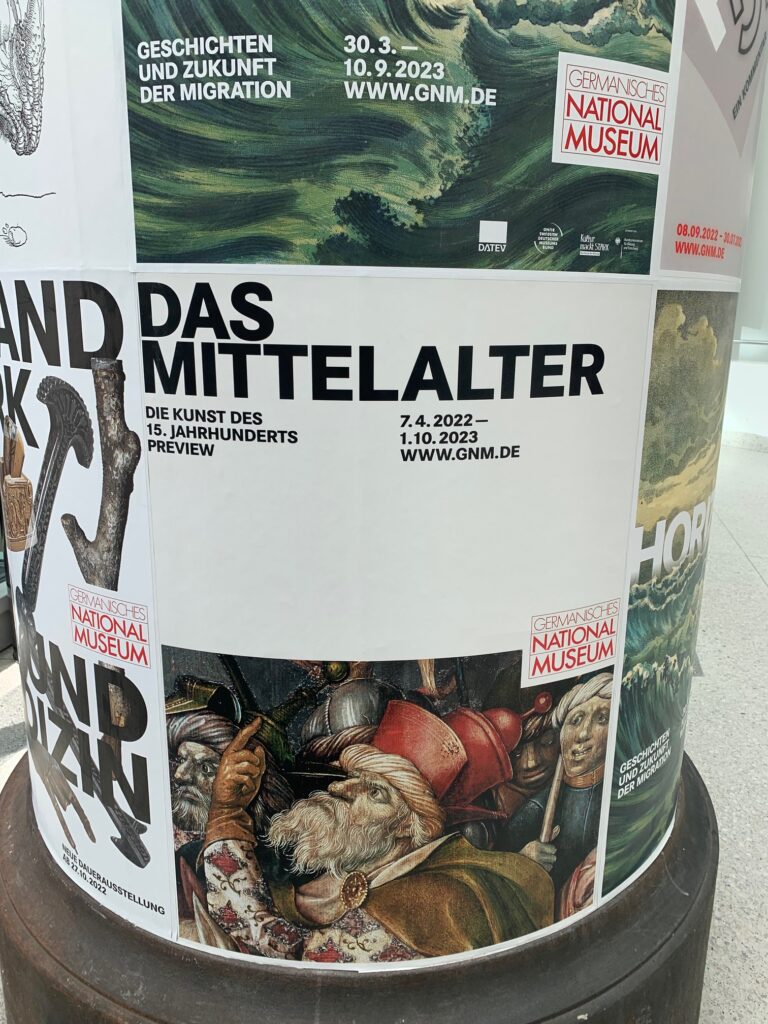 GESCHICHTEN
UND ZUKUNFT
DER MIGRATION
30.3.—
10.9.2023
WWW.GNM.DE
GERMANISCHES
NATIONAL
MUSEUM
DATEV
08.09.2022 –
WWW.GNM.DE
DAS
MITTELALTER
DIE KUNST DES
15. JAHRHUNDERTS
PREVIEW
7.4.2022—
1.10.2023
WWW.GNM.DE
GERMANISCHES
NATIONAL
MUSEUM
AND
RK
GERMANISCHES
NATIONAL
MUSEUM
UND
DIZIN
NEUE DAUERAUSSTELLUNG
AB 27.10.2022
HORI
GESCHICHTEN
UND ZUKUNFT
DER MIGRATION